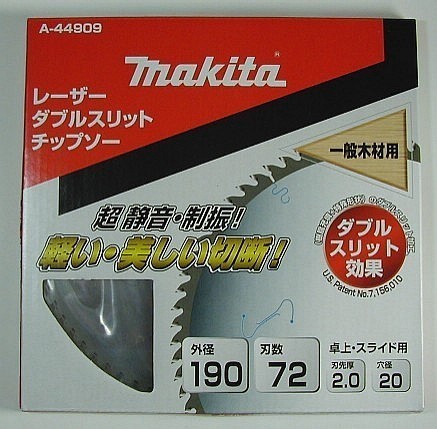 A-44909
makita
レーザー
ダブルスリット
チップソー
一般木材用
超 静音・制振!
軽い・美しい切断!
ダブル
スリット
効果
U.S. Patent No.7,156,010
外径
190
刃数
72
卓上・スライド用
刃先厚
2.0
穴径
20